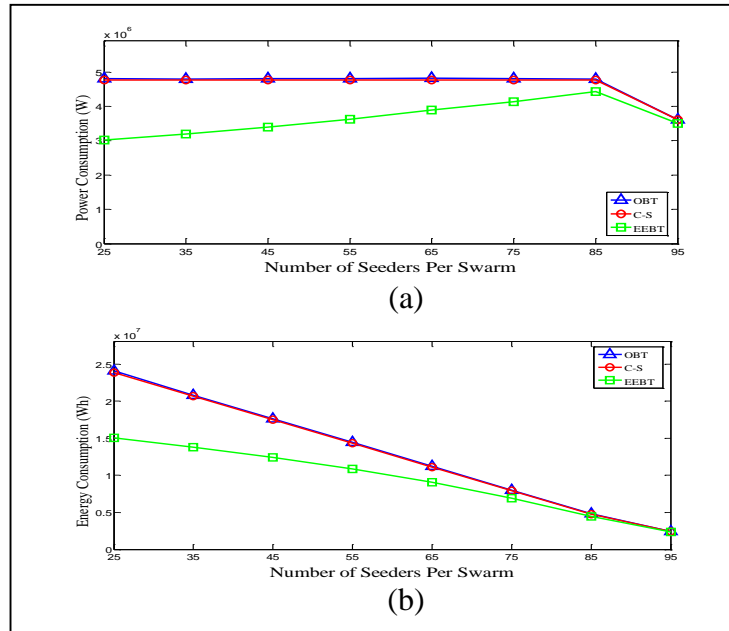 x 10^6
5
4
3
2
1
0
Power Consumption (W)
OBT
C-S
EEBT
25 35 45 55 65 75 85 95
Number of Seeders Per Swarm
(a)
x 10^7
2.5
2
1.5
1
0.5
0
Energy Consumption (Wh)
OBT
C-S
EEBT
25 35 45 55 65 75 85 95
Number of Seeders Per Swarm
(b)